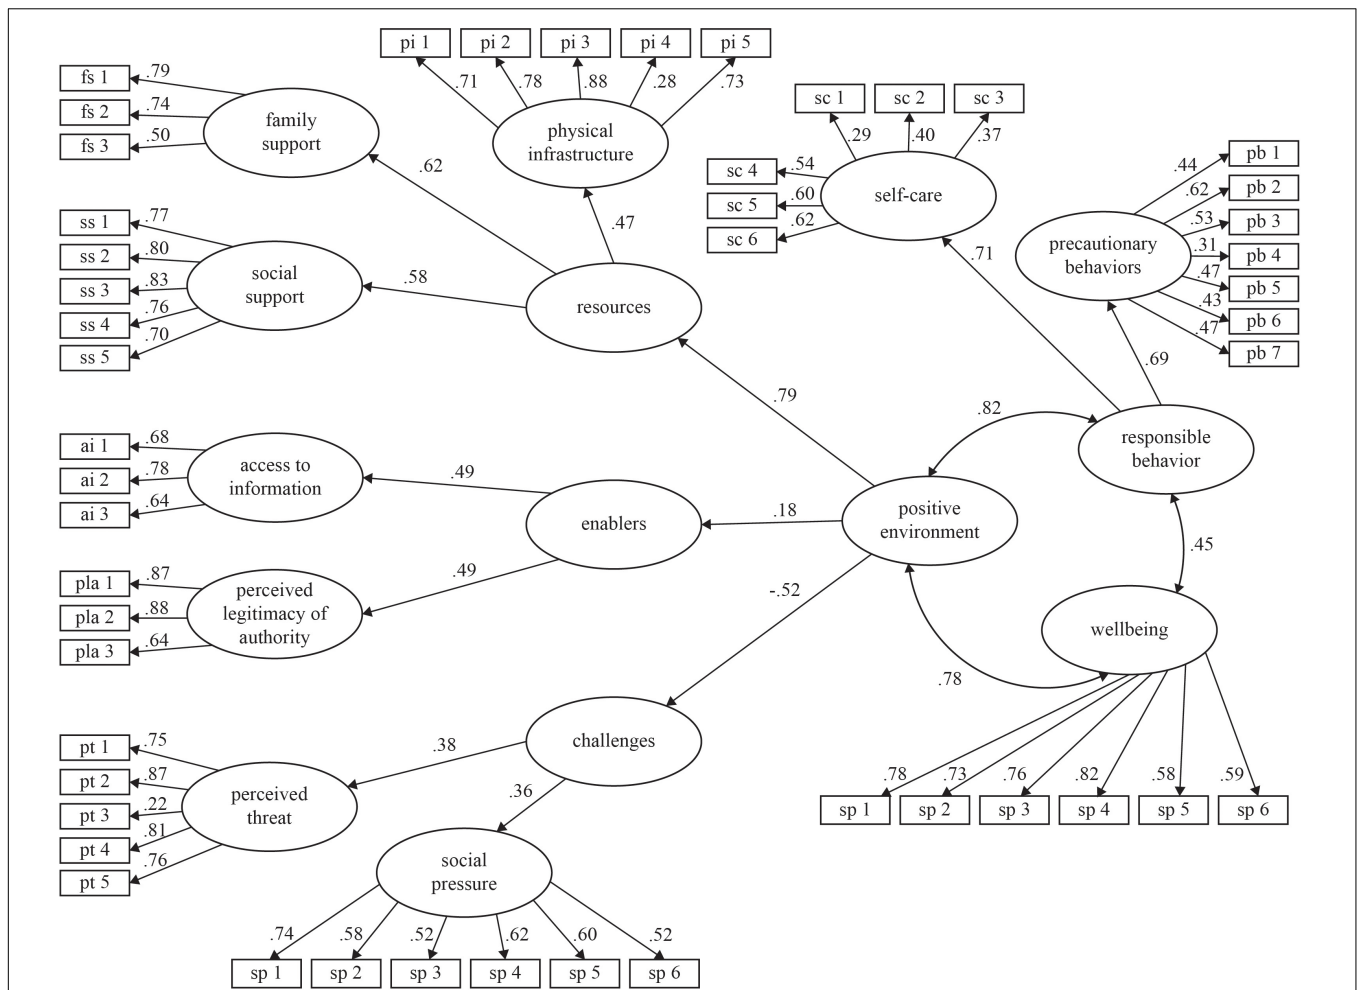 pi 1
pi 2
pi 3
pi 4
pi 5
.71
.78
.88
.28
.73
physical
infrastructure
fs 1
fs 2
fs 3
.79
.74
.50
family
support
.62
.47
ss 1
ss 2
ss 3
ss 4
ss 5
.77
.80
.83
.76
.70
social
support
.58
resources
sc 1
sc 2
sc 3
.29
.40
.37
sc 4
sc 5
sc 6
.54
.60
.62
self-care
.71
pb 1
pb 2
pb 3
pb 4
pb 5
pb 6
pb 7
.44
.62
.53
.31
.47
.43
.47
precautionary
behaviors
.69
.79
.82
responsible
behavior
ai 1
ai 2
ai 3
.68
.78
.64
access to
information
.49
enablers
.18
positive
environment
.45
pla 1
pla 2
pla 3
.87
.88
.64
perceived
legitimacy of
authority
.49
-.52
wellbeing
.78
challenges
.38
.36
pt 1
pt 2
pt 3
pt 4
pt 5
.75
.87
.22
.81
.76
perceived
threat
.78
.73
.76
.82
.58
.59
sp 1
sp 2
sp 3
sp 4
sp 5
sp 6
social
pressure
.74
.58
.52
.62
.60
.52
sp 1
sp 2
sp 3
sp 4
sp 5
sp 6